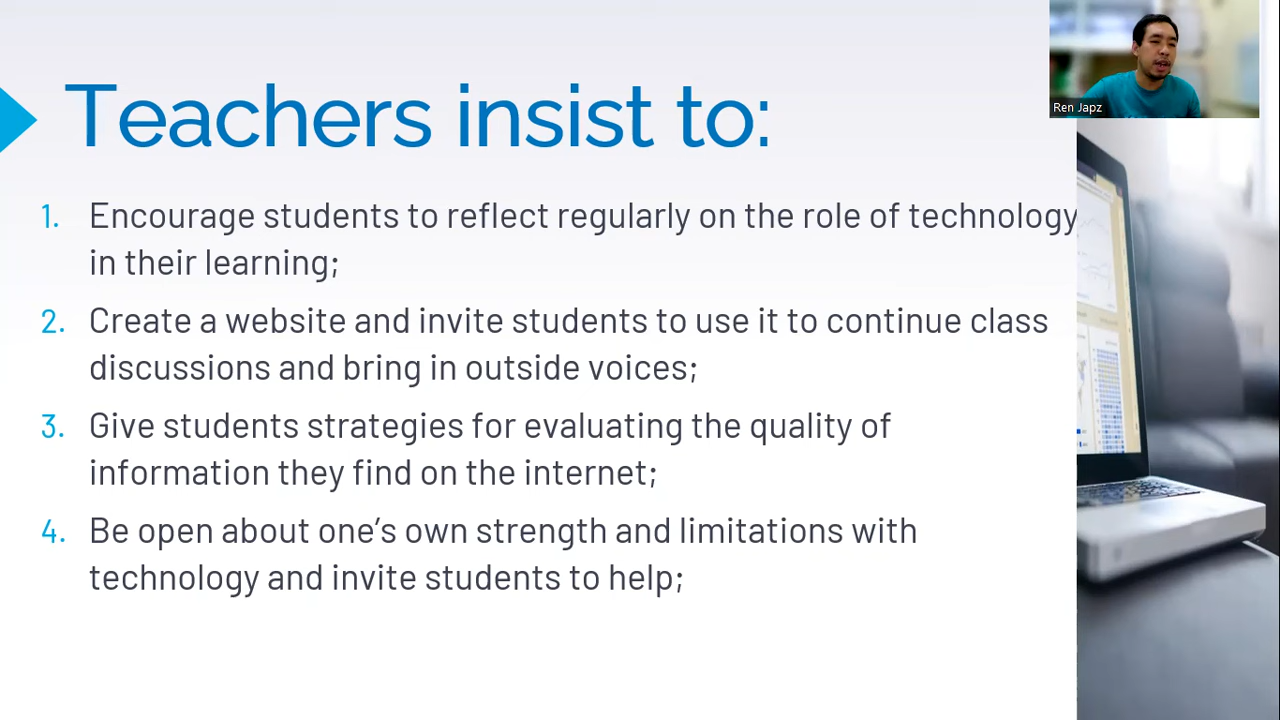 Ren Japz
Teachers insist to:
1. Encourage students to reflect regularly on the role of technology
in their learning;
2. Create a website and invite students to use it to continue class
discussions and bring in outside voices;
3. Give students strategies for evaluating the quality of
information they find on the internet;
4. Be open about one’s own strength and limitations with
technology and invite students to help;